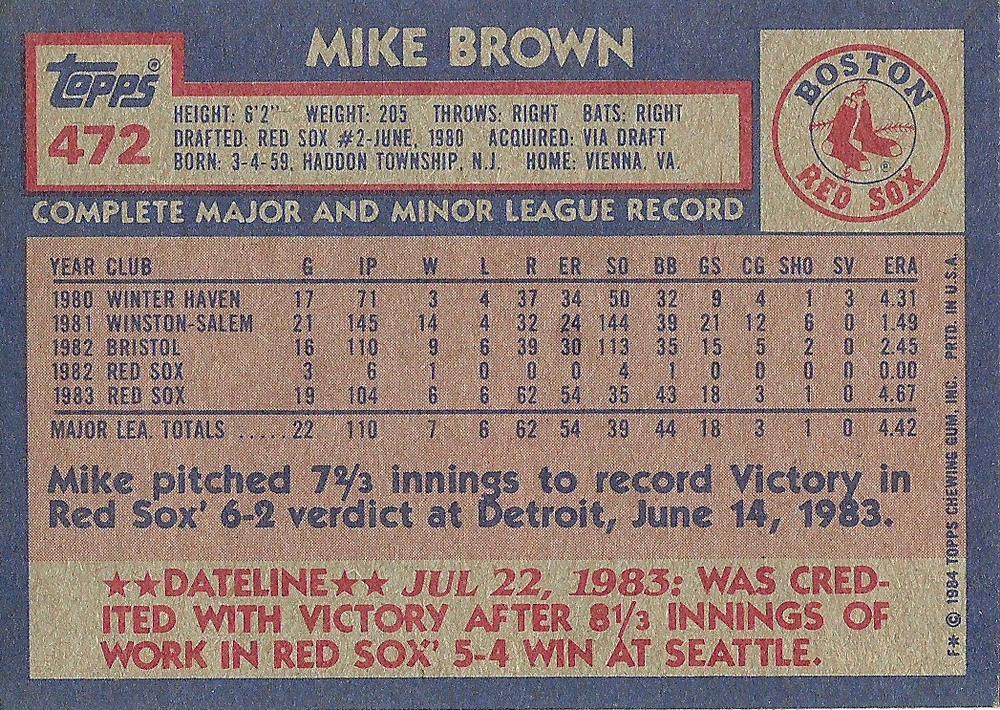 MIKE BROWN
Topps®
472
HEIGHT: 6'2" WEIGHT: 205 THROWS: RIGHT BATS: RIGHT
DRAFTED: RED SOX #2-JUNE, 1980 ACQUIRED: VIA DRAFT
BORN: 3-4-59, HADDON TOWNSHIP, N.J. HOME: VIENNA, VA.
BOSTON
RED SOX
®
COMPLETE MAJOR AND MINOR LEAGUE RECORD
YEAR CLUB G IP W L R ER SO BB GS CG SHO SV ERA
1980 WINTER HAVEN 17 71 3 4 37 34 50 32 9 4 1 3 4.31
1981 WINSTON-SALEM 21 145 14 4 32 24 144 39 21 12 6 0 1.49
1982 BRISTOL 16 110 9 6 39 30 113 35 15 5 2 0 2.45
1982 RED SOX 3 6 1 0 0 0 4 1 0 0 0 0 0.00
1983 RED SOX 19 104 6 6 62 54 35 43 18 3 1 0 4.67
MAJOR LEA. TOTALS .....22 110 7 6 62 54 39 44 18 3 1 0 4.42
Mike pitched 7⅔ innings to record Victory in
Red Sox' 6-2 verdict at Detroit, June 14, 1983.
★★DATELINE★★ JUL 22, 1983: WAS CRED-
ITED WITH VICTORY AFTER 8⅓ INNINGS OF
WORK IN RED SOX' 5-4 WIN AT SEATTLE.
F* © 1984 TOPPS CHEWING GUM, INC. PRTD. IN U.S.A.